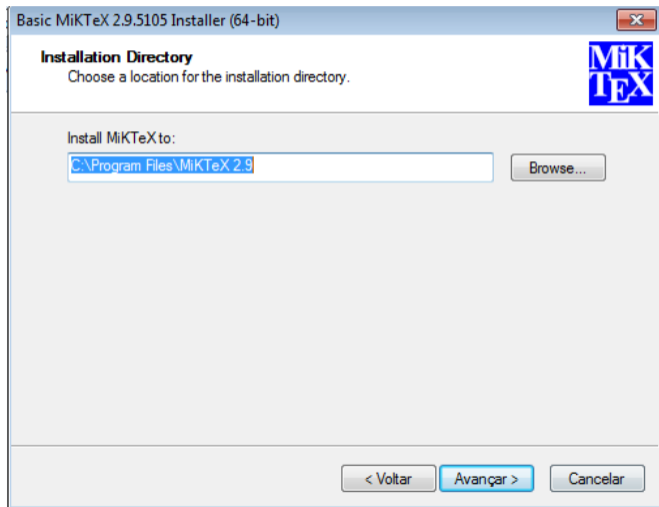 Basic MiKTeX 2.9.5105 Installer (64-bit)
Installation Directory
Choose a location for the installation directory.
MiK
TEX
Install MiKTeX to:
C:\Program Files\MiKTeX 2.9
Browse...
< Voltar
Avançar >
Cancelar